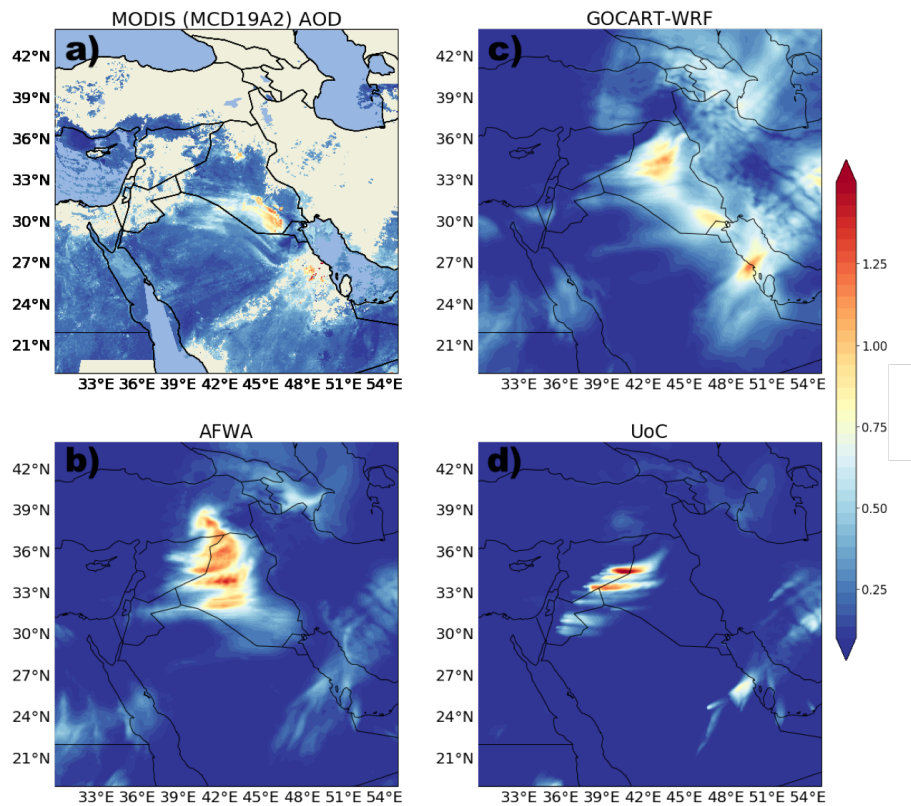 MODIS (MCD19A2) AOD
a)
42°N
39°N
36°N
33°N
30°N
27°N
24°N
21°N
33°E 36°E 39°E 42°E 45°E 48°E 51°E 54°E
GOCART-WRF
c)
42°N
39°N
36°N
33°N
30°N
27°N
24°N
21°N
33°E 36°E 39°E 42°E 45°E 48°E 51°E 54°E
1.25
1.00
0.75
0.50
0.25
AFWA
b)
42°N
39°N
36°N
33°N
30°N
27°N
24°N
21°N
33°E 36°E 39°E 42°E 45°E 48°E 51°E 54°E
UoC
d)
42°N
39°N
36°N
33°N
30°N
27°N
24°N
21°N
33°E 36°E 39°E 42°E 45°E 48°E 51°E 54°E